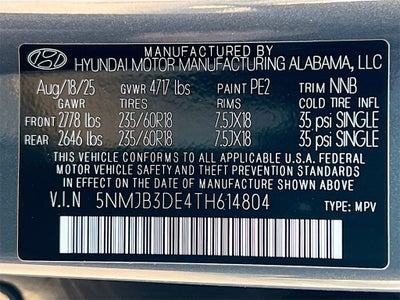 MFD. BY
HYUNDAI MOTOR MANUFACTURING ALABAMA, LLC
Aug/18/25 GVWR 4717 lbs PAINT PE2 TRIM NNB
GAWR TIRES RIMS COLD TIRE INFL
FRONT 2778 lbs 235/60R18 7.5JX18 35 psi SINGLE
REAR 2646 lbs 235/60R18 7.5JX18 35 psi SINGLE
THIS VEHICLE CONFORMS TO ALL APPLICABLE U.S.A. FEDERAL
MOTOR VEHICLE SAFETY AND THEFT PREVENTION STANDARDS
IN EFFECT ON THE DATE OF MANUFACTURE SHOWN ABOVE.
V.I.N 5NMJB3DE4TH614804 TYPE: MPV